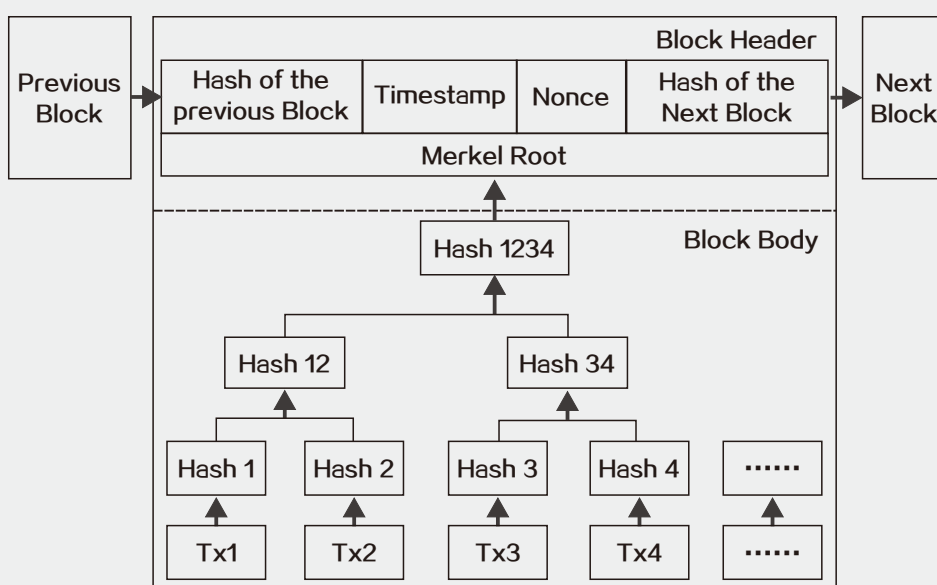 Block Header
Previous
Block
Hash of the
previous Block
Timestamp
Nonce
Hash of the
Next Block
Next
Block
Merkel Root
Block Body
Hash 1234
Hash 12
Hash 34
Hash 1
Hash 2
Hash 3
Hash 4
......
Tx1
Tx2
Tx3
Tx4
......